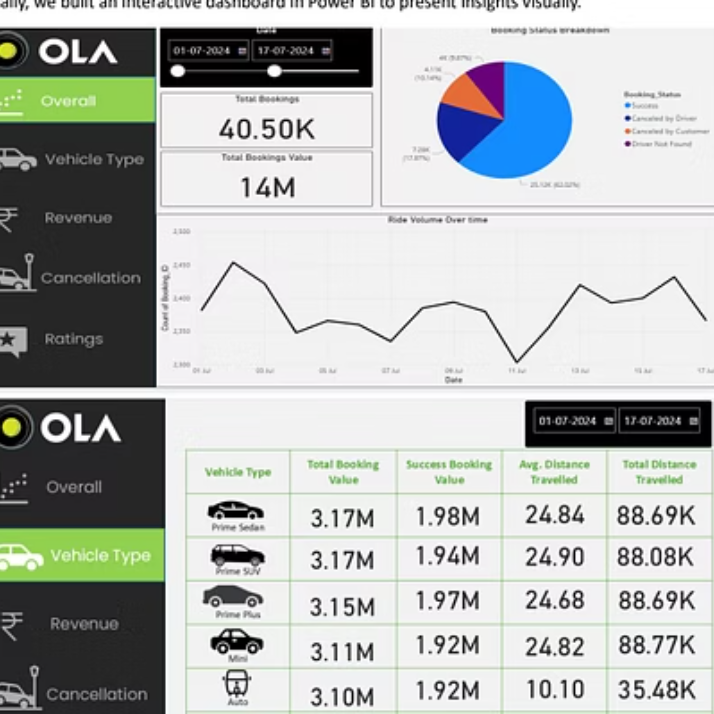 ally, we built an interactive dashboard in Power BI to present insights visually.
OLA
Overall
Vehicle Type
Revenue
Cancellation
Ratings
Date
01-07-2024 17-07-2024
Total Bookings
40.50K
Total Bookings Value
14M
Booking Status Breakdown
4K (9.87%)
(10.14%)
(17.97%)
25.12K (62.02%)
Booking_Status
Success
Canceled by Driver
Canceled by Customer
Driver Not Found
Ride Volume Over time
Count of Booking_ID
2,500
2,450
2,400
2,350
2,300
01 Jul 03 Jul 05 Jul 07 Jul 09 Jul 11 Jul 13 Jul 15 Jul 17 Jul
Date
OLA
Overall
Vehicle Type
Revenue
Cancellation
01-07-2024 17-07-2024
Vehicle Type Total Booking Value Success Booking Value Avg. Distance Travelled Total Distance Travelled
Prime Sedan 3.17M 1.98M 24.84 88.69K
Prime SUV 3.17M 1.94M 24.90 88.08K
Prime Plus 3.15M 1.97M 24.68 88.69K
Mini 3.11M 1.92M 24.82 88.77K
Auto 3.10M 1.92M 10.10 35.48K